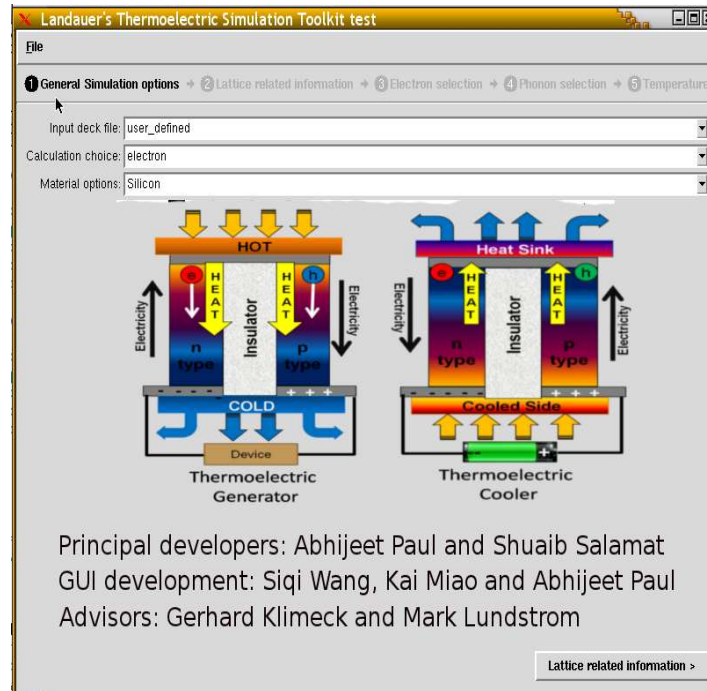 Landauer's Thermoelectric Simulation Toolkit test
File
1 General Simulation options → 2 Lattice related information → 3 Electron selection → 4 Phonon selection → 5 Temperature
Input deck file: user_defined
Calculation choice: electron
Material options: Silicon
HOT
e
h
HEAT
HEAT
Electricity
Electricity
Insulator
n type
p type
- - - -
+ + +
COLD
Device
Thermoelectric
Generator
Heat Sink
e
h
HEAT
HEAT
Electricity
Electricity
Insulator
n type
p type
- - - -
+ + +
Cooled Side
- +
Thermoelectric
Cooler
Principal developers: Abhijeet Paul and Shuaib Salamat
GUI development: Siqi Wang, Kai Miao and Abhijeet Paul
Advisors: Gerhard Klimeck and Mark Lundstrom
Lattice related information >